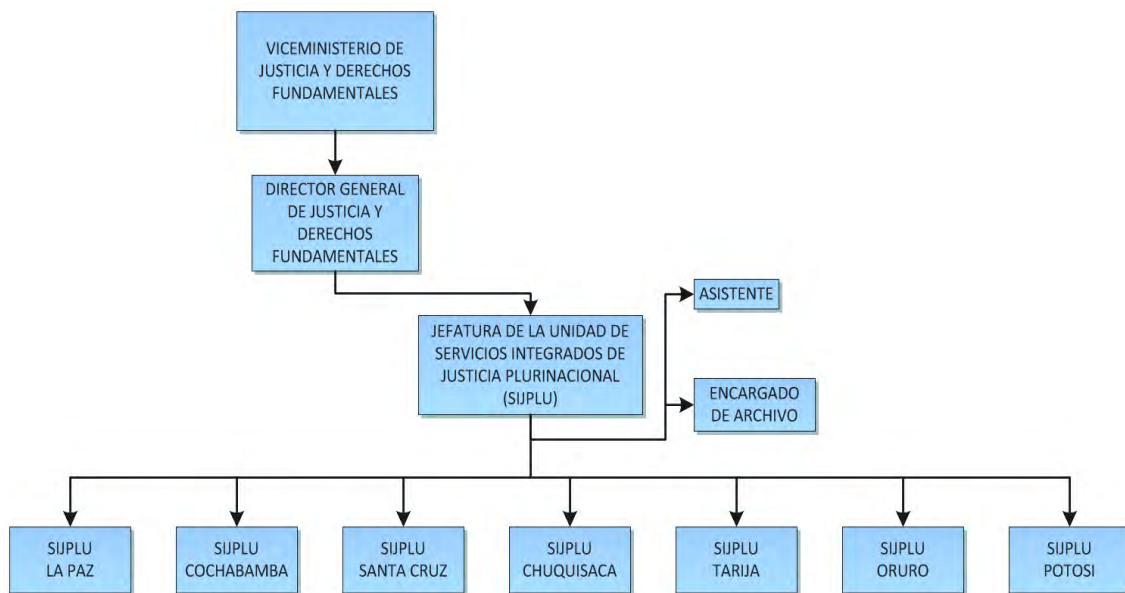 VICEMINISTERIO DE
JUSTICIA Y DERECHOS
FUNDAMENTALES
DIRECTOR GENERAL
DE JUSTICIA Y
DERECHOS
FUNDAMENTALES
ASISTENTE
JEFATURA DE LA UNIDAD DE
SERVICIOS INTEGRADOS DE
JUSTICIA PLURINACIONAL
(SIJPLU)
ENCARGADO
DE ARCHIVO
SIJPLU
LA PAZ
SIJPLU
COCHABAMBA
SIJPLU
SANTA CRUZ
SIJPLU
CHUQUISACA
SIJPLU
TARIJA
SIJPLU
ORURO
SIJPLU
POTOSI